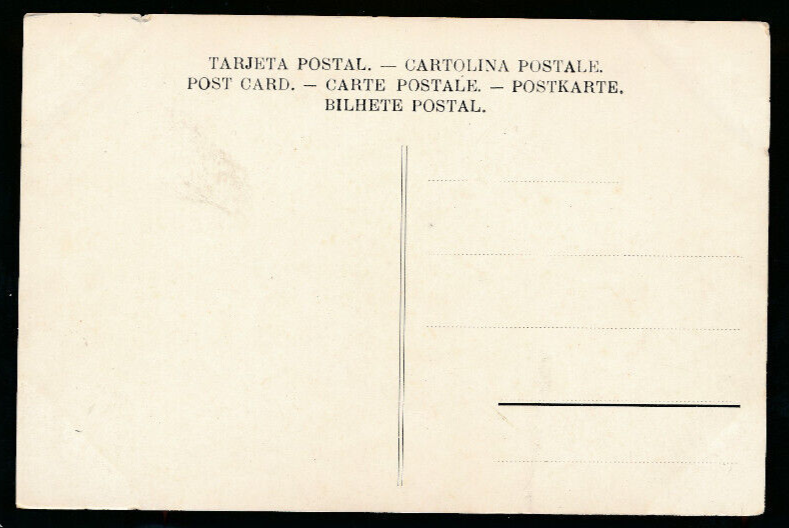 TARJETA POSTAL. — CARTOLINA POSTALE.
POST CARD. — CARTE POSTALE. — POSTKARTE.
BILHETE POSTAL.